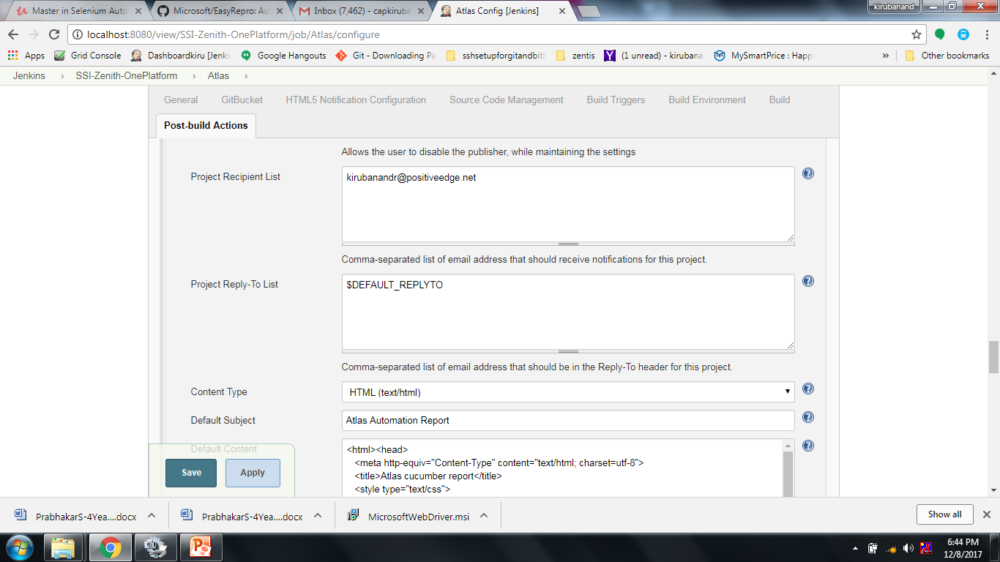 kirubanand
Master in Selenium Auto
Microsoft/EasyRepro: Au
Inbox (7,462) - capkiruba
Atlas Config [Jenkins]
localhost:8080/view/SSI-Zenith-OnePlatform/job/Atlas/configure
Apps
Grid Console
Dashboardkiru [Jenki
Google Hangouts
Git - Downloading Pa
sshsetupforgitandbitb
zentis
(1 unread) - kirubana
MySmartPrice : Happ
»
Other bookmarks
Jenkins
SSI-Zenith-OnePlatform
Atlas
General
GitBucket
HTML5 Notification Configuration
Source Code Management
Build Triggers
Build Environment
Build
Post-build Actions
Allows the user to disable the publisher, while maintaining the settings
Project Recipient List
kirubanandr@positiveedge.net
Comma-separated list of email address that should receive notifications for this project.
Project Reply-To List
$DEFAULT_REPLYTO
Comma-separated list of email address that should be in the Reply-To header for this project.
Content Type
HTML (text/html)
Default Subject
Atlas Automation Report
Default Content
<html><head>
<meta http-equiv="Content-Type" content="text/html; charset=utf-8">
<title>Atlas cucumber report</title>
<style type="text/css">
Save
Apply
PrabhakarS-4Yea....docx
PrabhakarS-4Yea....docx
MicrosoftWebDriver.msi
Show all
6:44 PM
12/8/2017